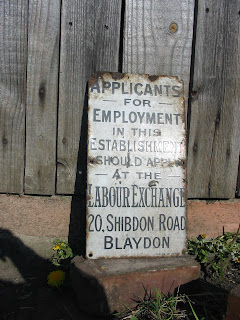 APPLICANTS
FOR
EMPLOYMENT
IN THIS
ESTABLISHMENT
SHOULD APPLY
AT THE
LABOUR EXCHANGE
20, SHIBDON ROAD
BLAYDON